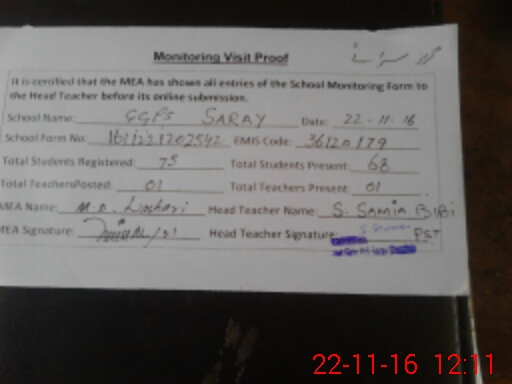 Monitoring Visit Proof
It is certified that the MEA has shown all entries of the School Monitoring Form to
the Head Teacher before its online submission.
School Name: GGPS SARAY Date: 22-11-16
School Form No: EMIS Code: 36120179
Total Students Registered: 75 Total Students Present: 68
Total Teachers Posted: 01 Total Teachers Present: 01
MEA Name: M.D. Lashari Head Teacher Name: S. Samia BiBi
MEA Signature: Head Teacher Signature: PST
22-11-16 12:11